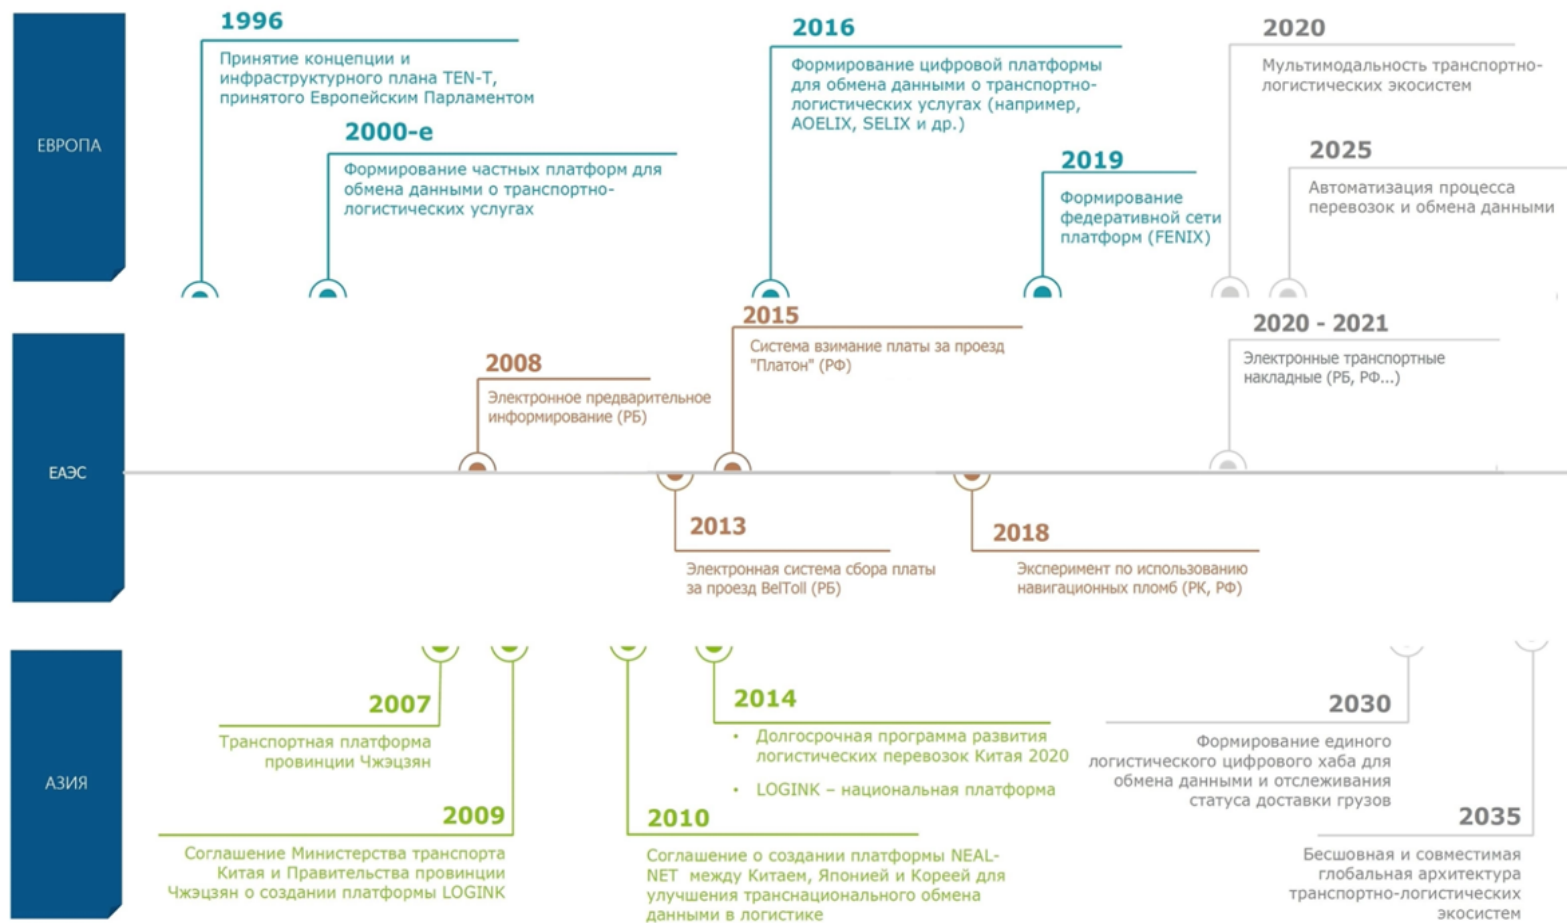 ЕВРОПА
1996
Принятие концепции и
инфраструктурного плана TEN-T,
принятого Европейским Парламентом
2000-е
Формирование частных платформ для
обмена данными о транспортно-
логистических услугах
2016
Формирование цифровой платформы
для обмена данными о транспортно-
логистических услугах (например,
AOELIX, SELIX и др.)
2019
Формирование
федеративной сети
платформ (FENIX)
2020
Мультимодальность транспортно-
логистических экосистем
2025
Автоматизация процесса
перевозок и обмена данными
ЕАЭС
2008
Электронное предварительное
информирование (РБ)
2015
Система взимание платы за проезд
"Платон" (РФ)
2020 - 2021
Электронные транспортные
накладные (РБ, РФ...)
2013
Электронная система сбора платы
за проезд BelToll (РБ)
2018
Эксперимент по использованию
навигационных пломб (РК, РФ)
АЗИЯ
2007
Транспортная платформа
провинции Чжэцзян
2009
Соглашение Министерства транспорта
Китая и Правительства провинции
Чжэцзян о создании платформы LOGINK
2010
Соглашение о создании платформы NEAL-
NET между Китаем, Японией и Кореей для
улучшения транснационального обмена
данными в логистике
2014
• Долгосрочная программа развития
логистических перевозок Китая 2020
• LOGINK – национальная платформа
2030
Формирование единого
логистического цифрового хаба для
обмена данными и отслеживания
статуса доставки грузов
2035
Бесшовная и совместимая
глобальная архитектура
транспортно-логистических
экосистем